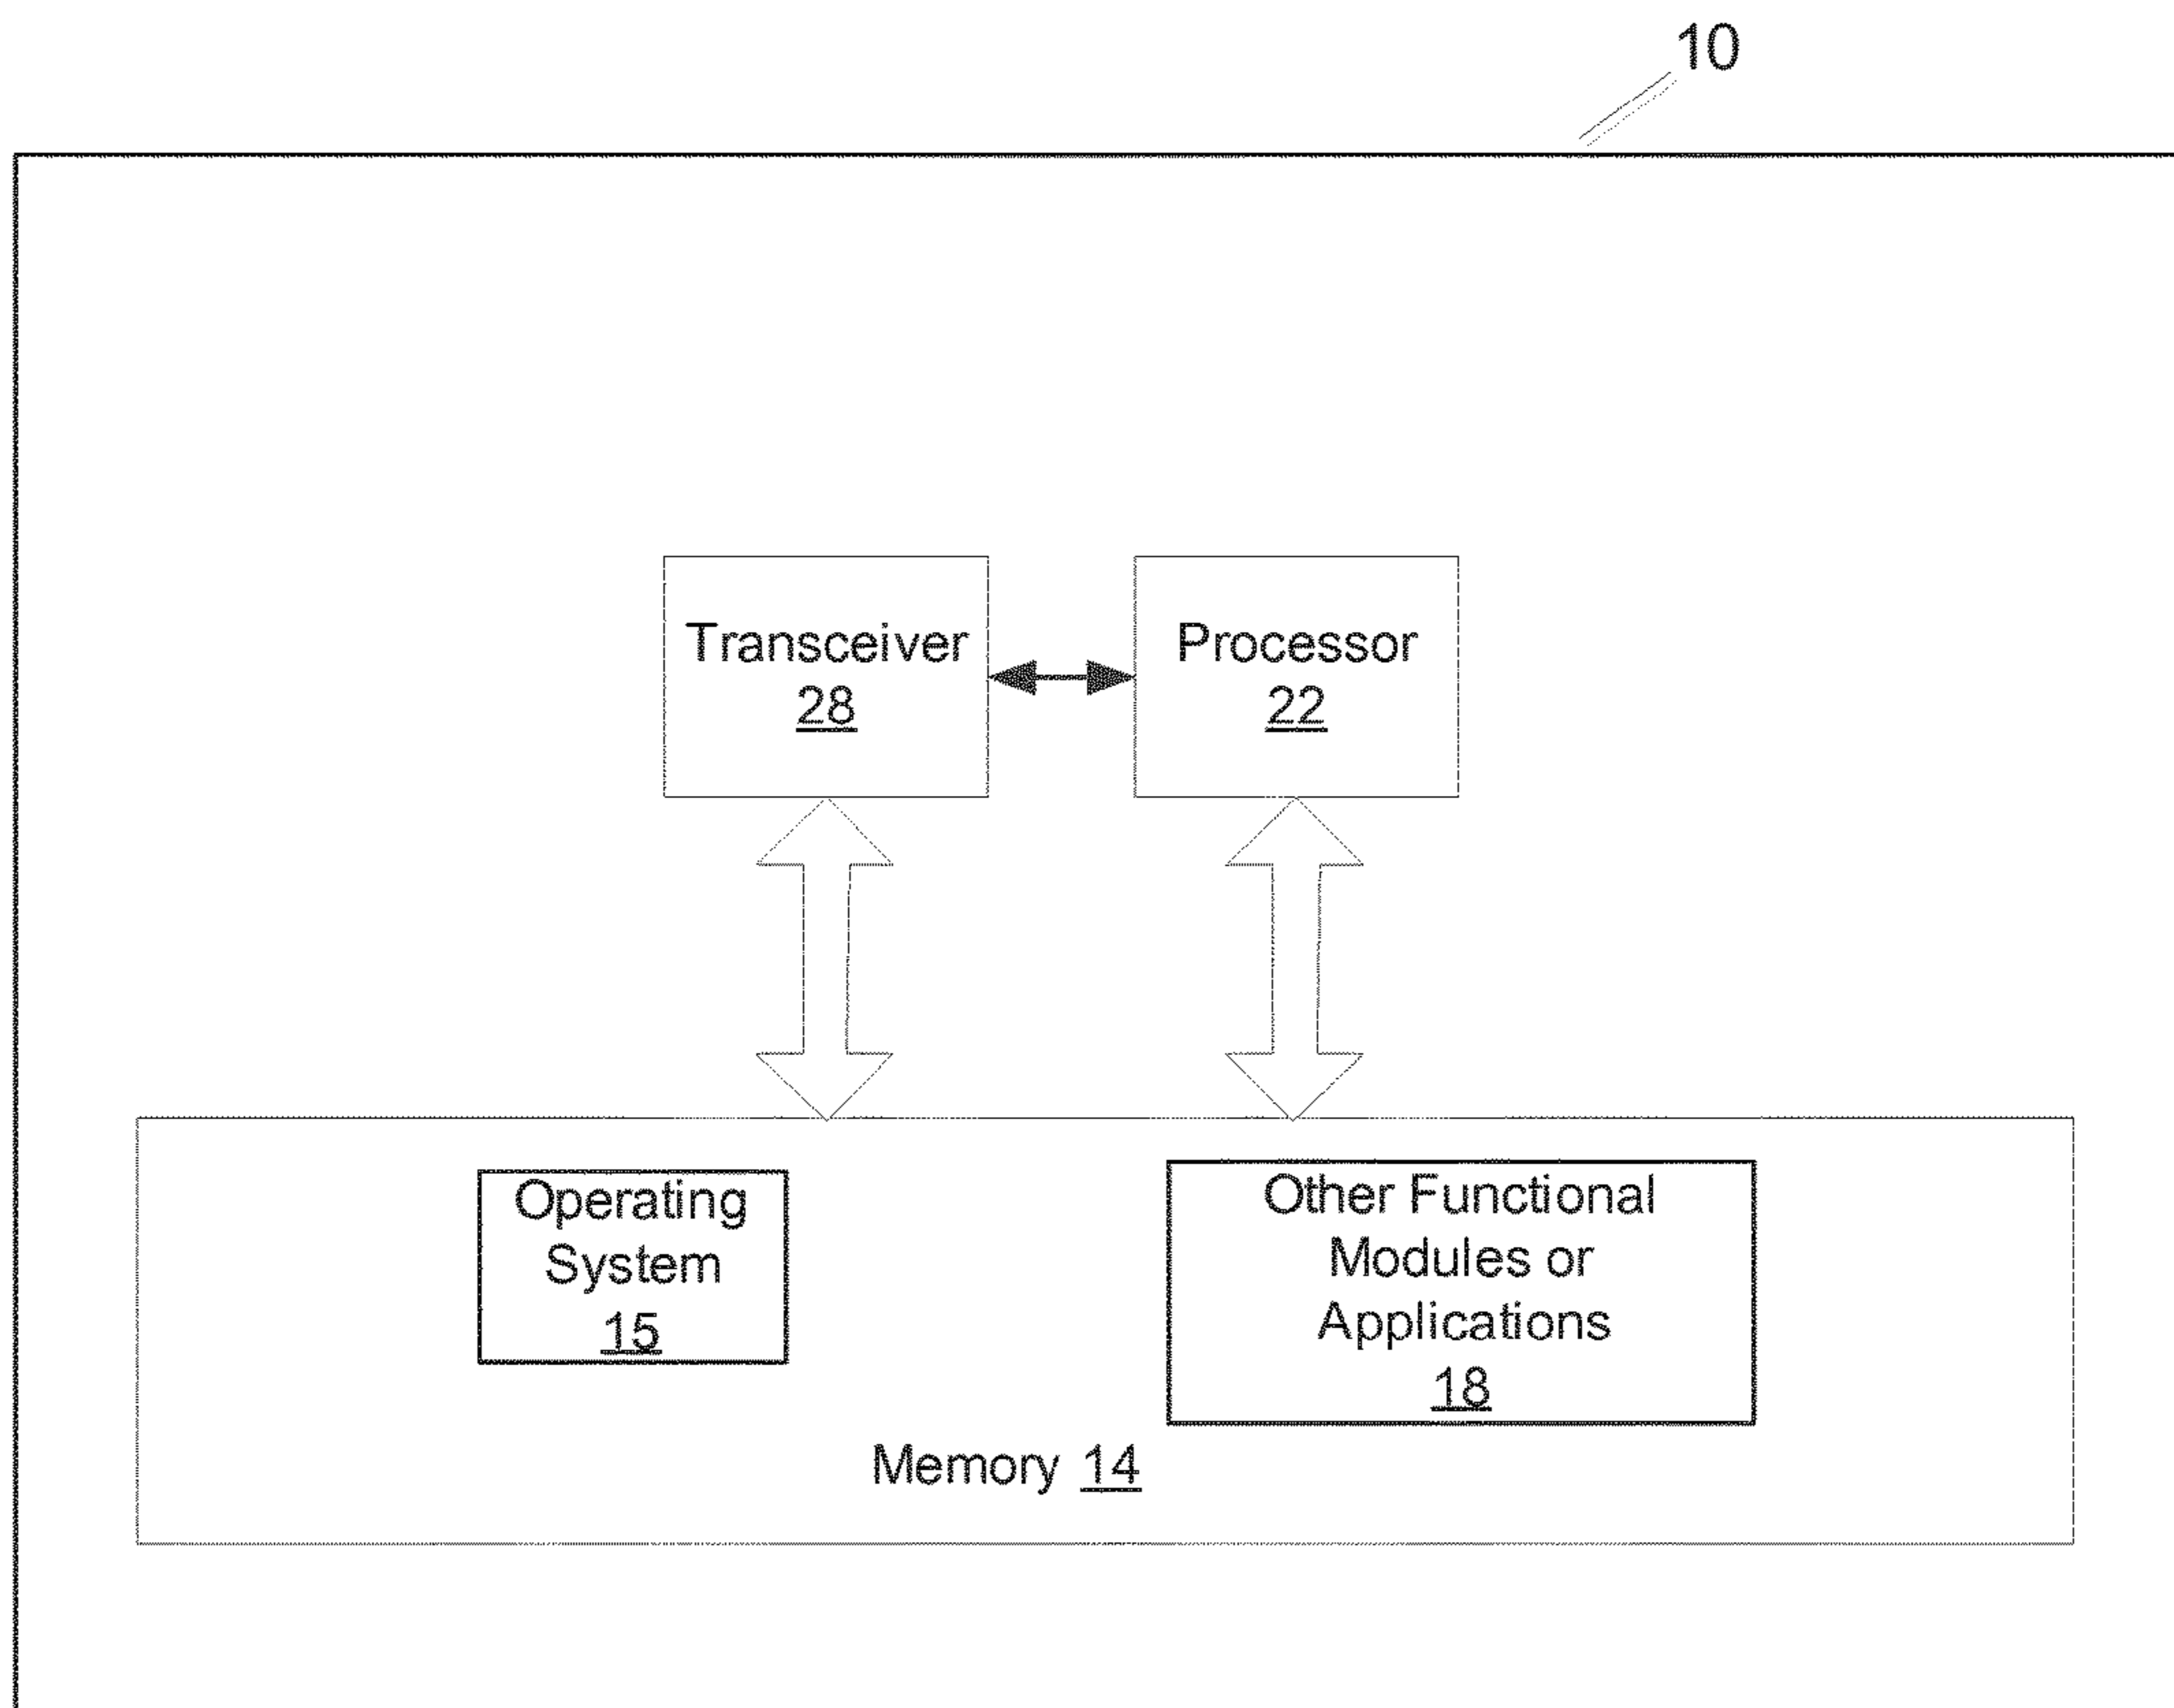 10
Transceiver
28
Processor
22
Operating
System
15
Other Functional
Modules or
Applications
18
Memory 14